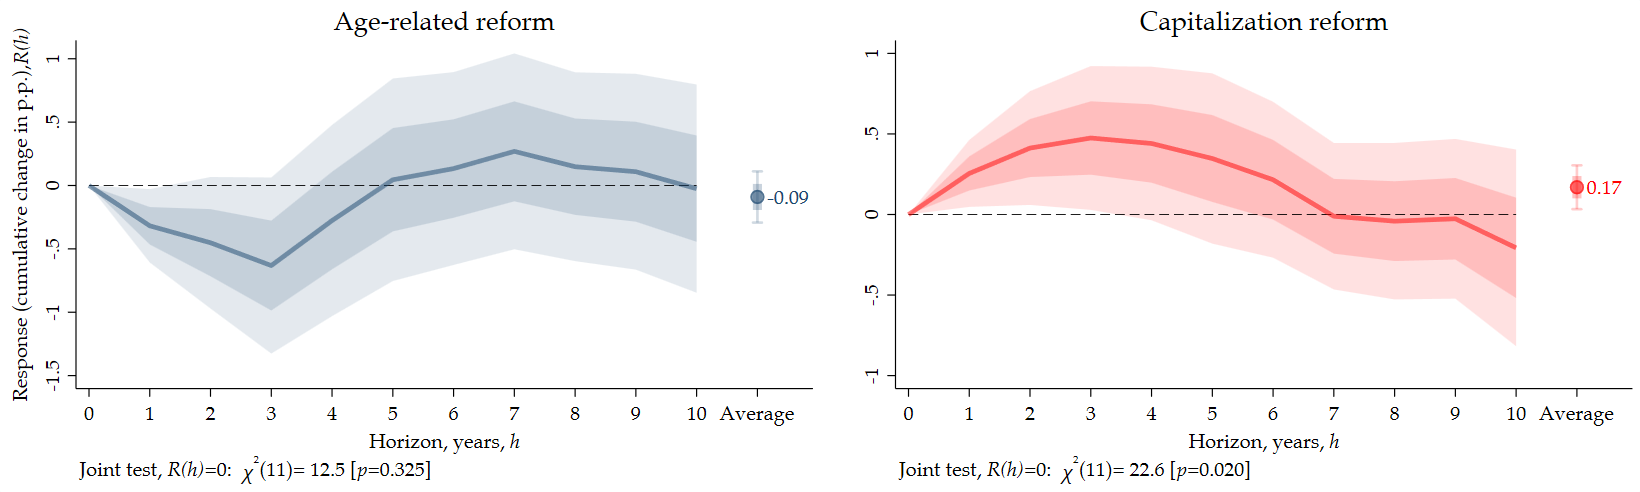 Age-related reform
Response (cumulative change in p.p.),R(h)
1
.5
0
-.5
-1
-1.5
-0.09
0 1 2 3 4 5 6 7 8 9 10 Average
Horizon, years, h
Joint test, R(h)=0: χ²(11)= 12.5 [p=0.325]
Capitalization reform
1
.5
0
-.5
-1
0.17
0 1 2 3 4 5 6 7 8 9 10 Average
Horizon, years, h
Joint test, R(h)=0: χ²(11)= 22.6 [p=0.020]